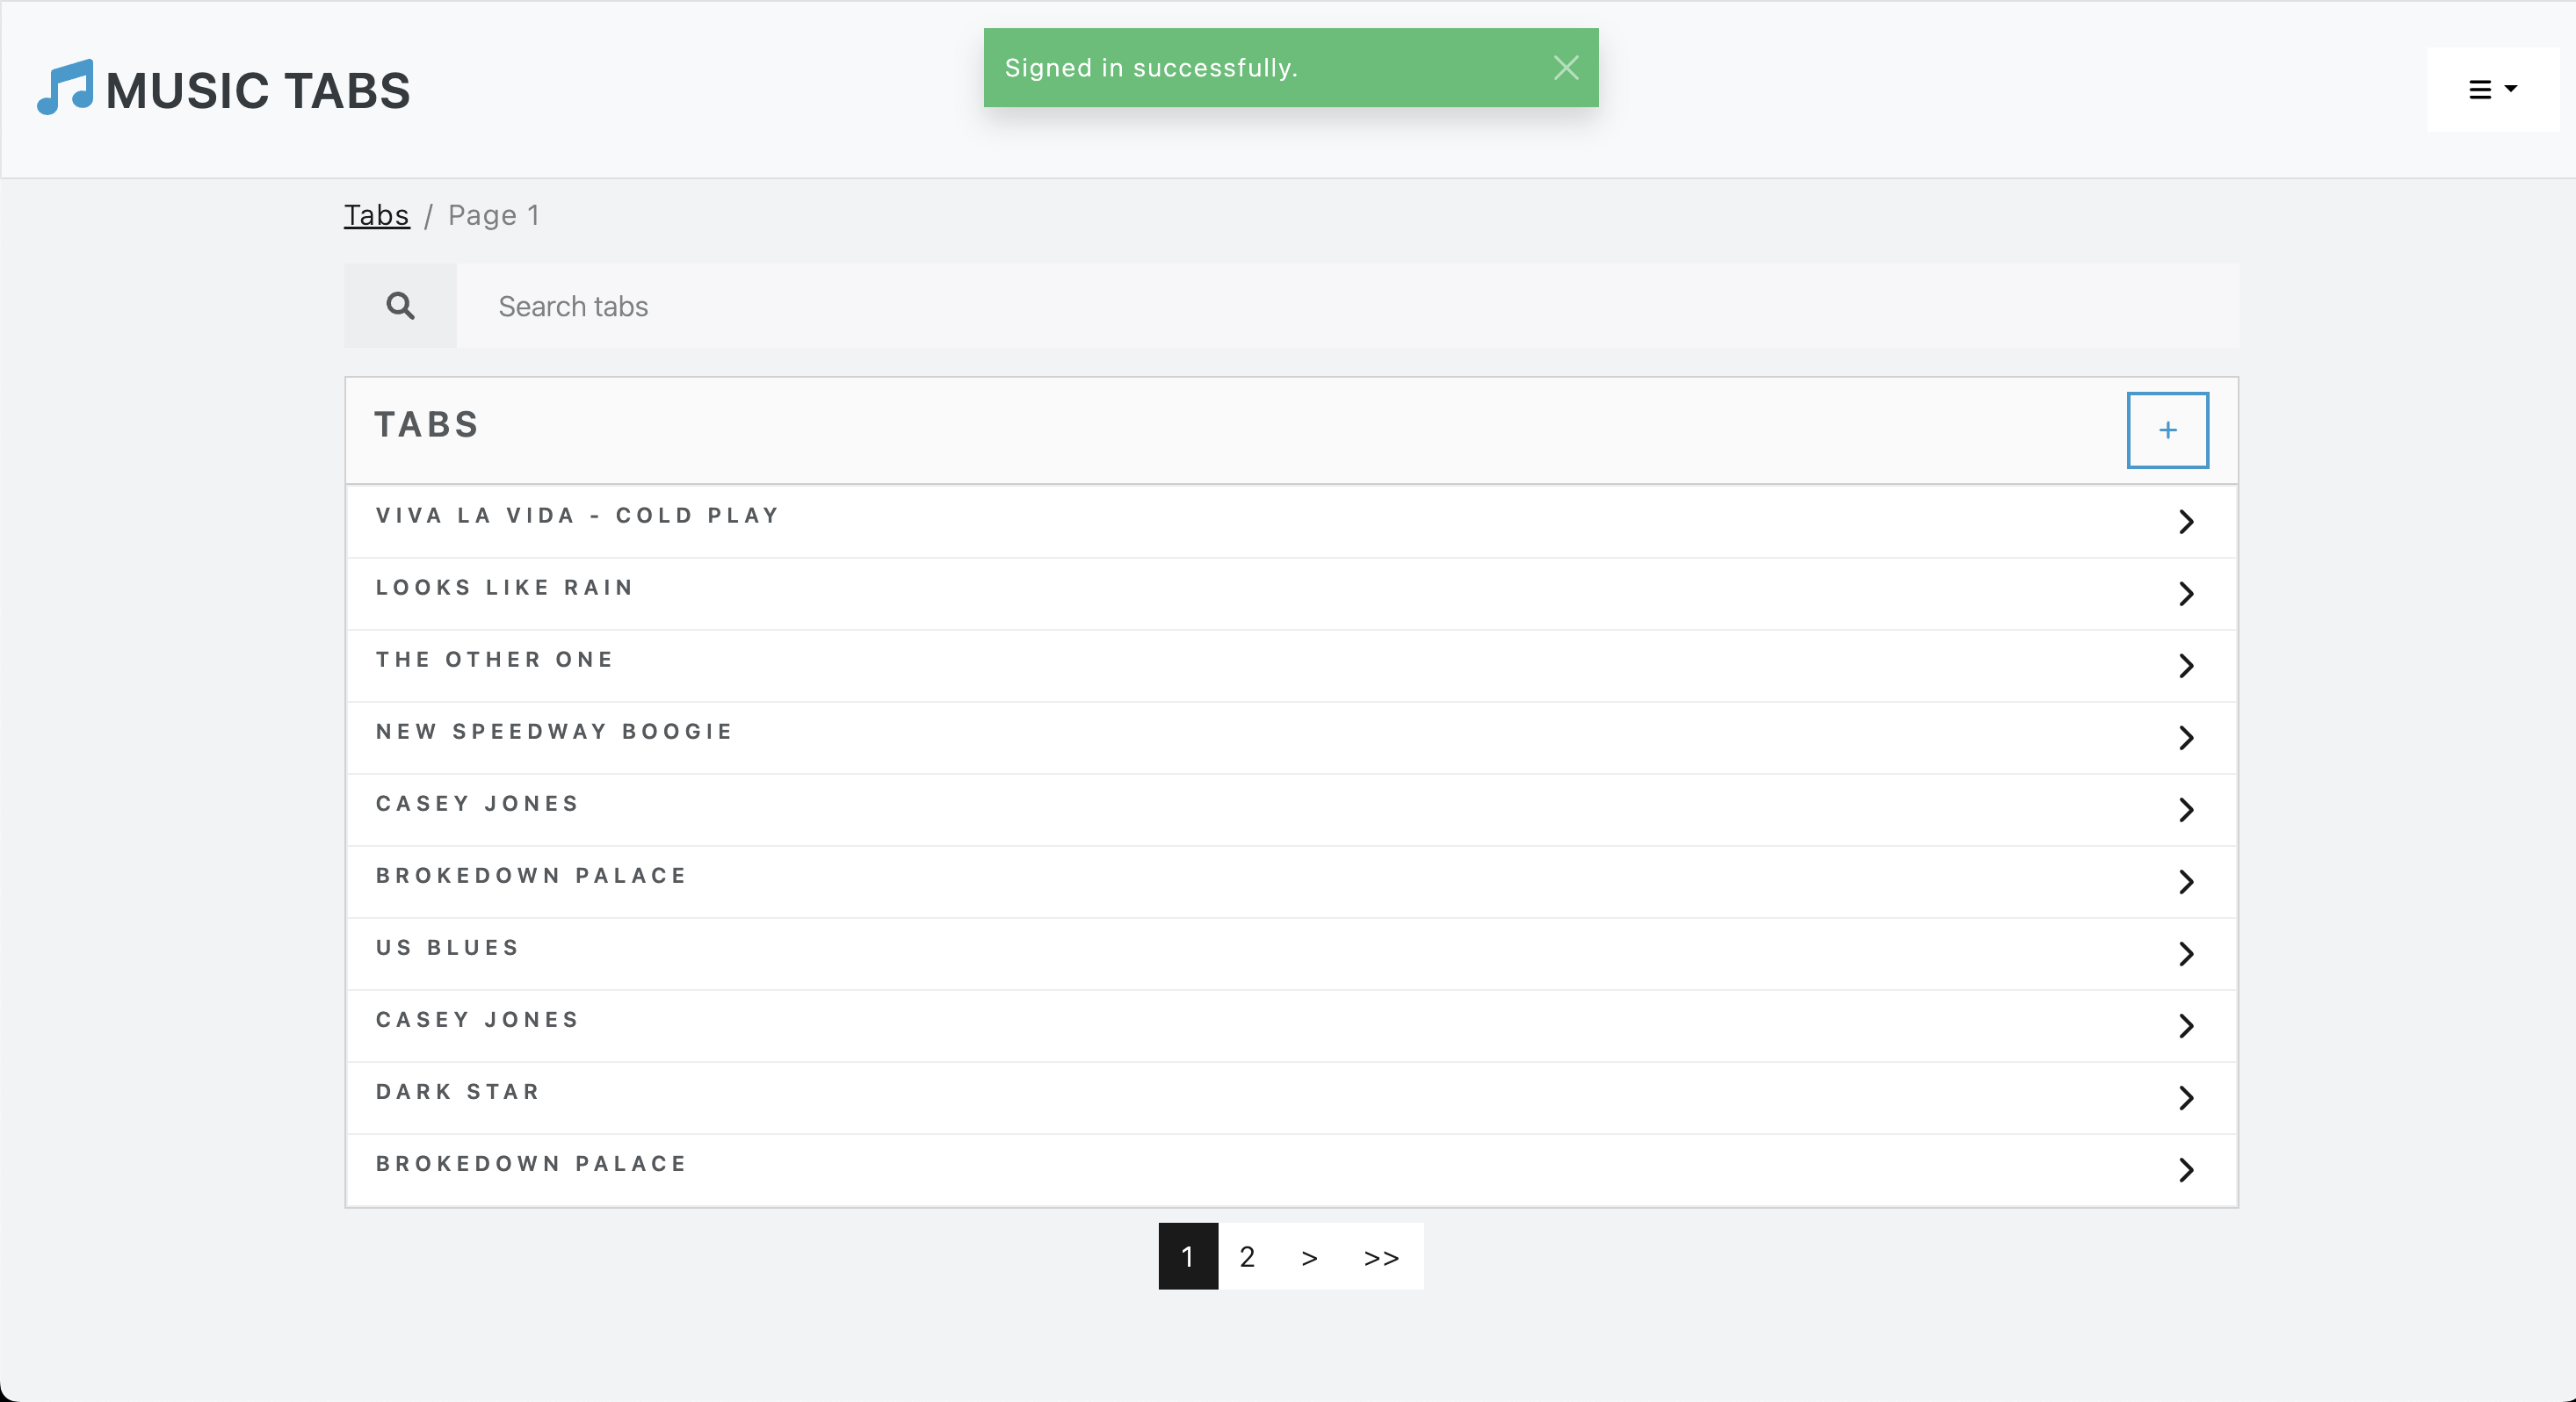 MUSIC TABS
Signed in successfully.
Tabs / Page 1
Search tabs
TABS
+
VIVA LA VIDA - COLD PLAY
LOOKS LIKE RAIN
THE OTHER ONE
NEW SPEEDWAY BOOGIE
CASEY JONES
BROKEDOWN PALACE
US BLUES
CASEY JONES
DARK STAR
BROKEDOWN PALACE
1 2 > >>